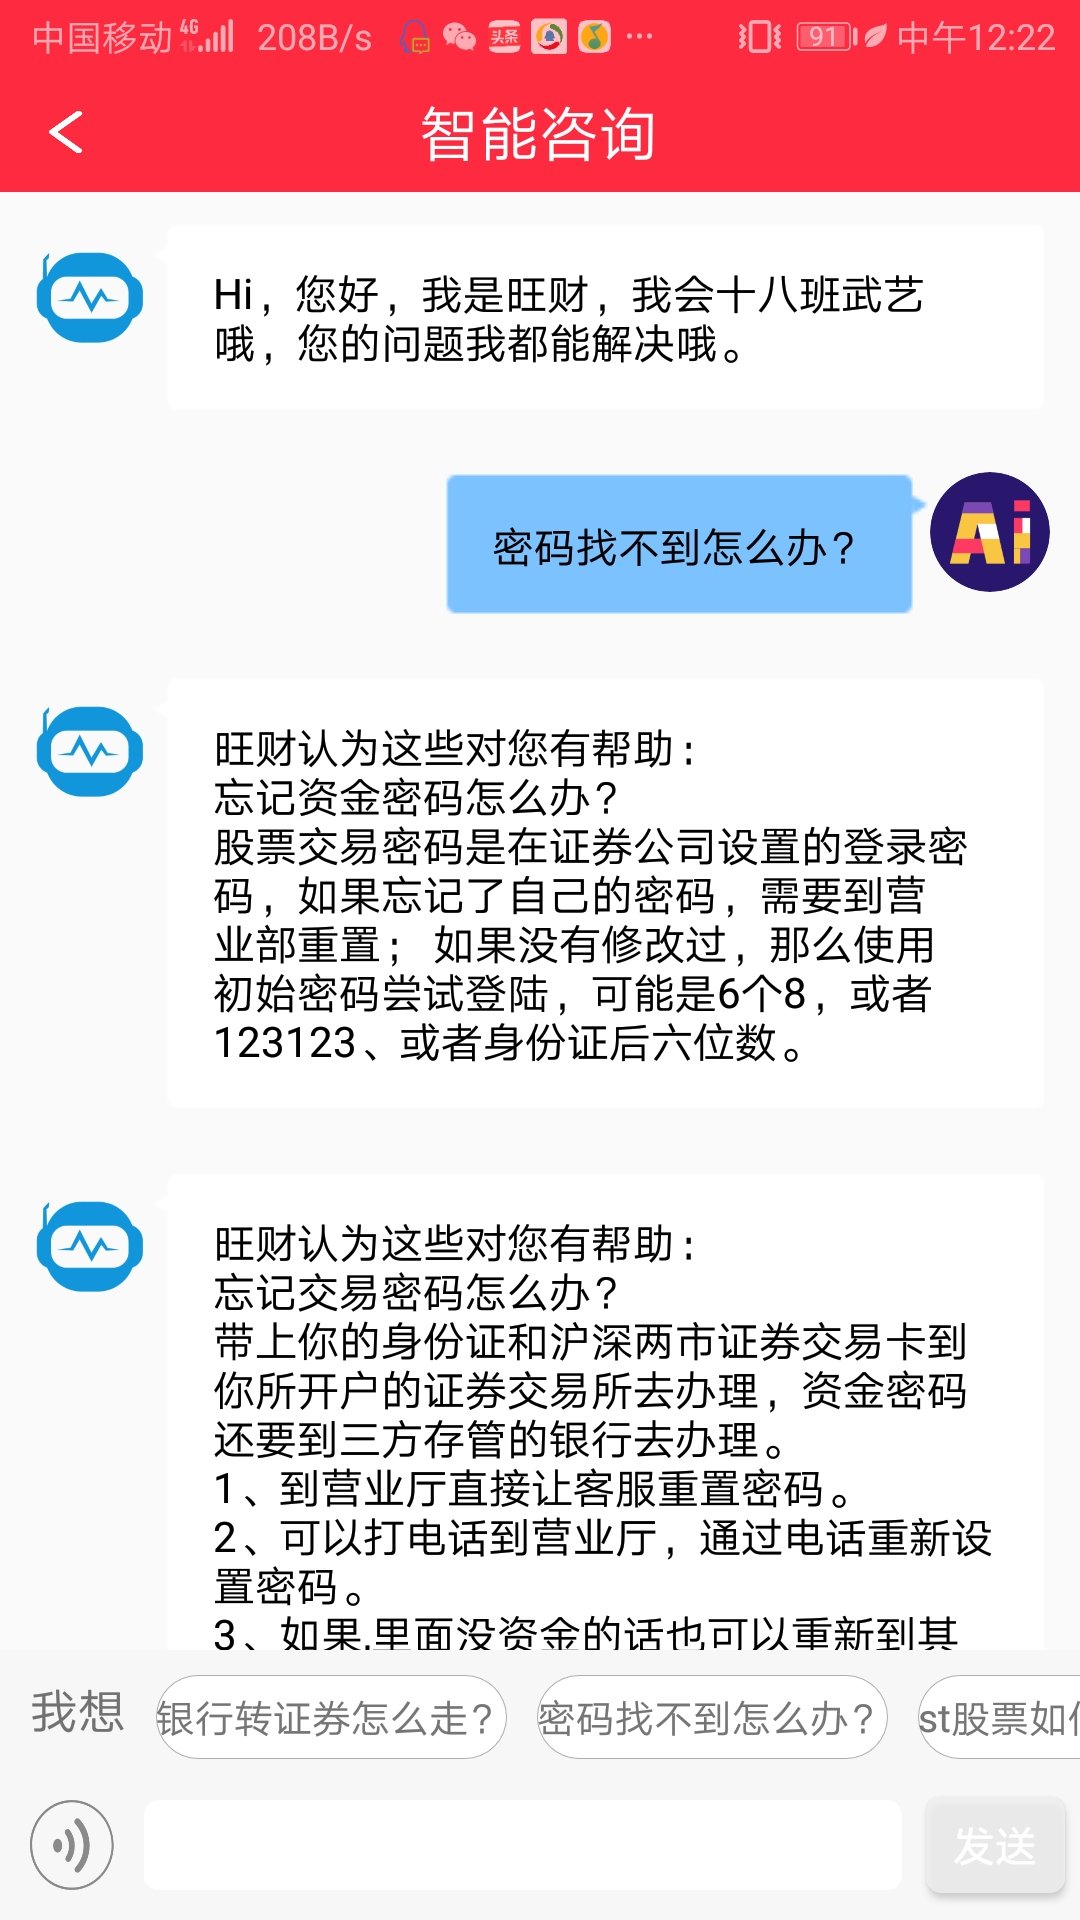 中国移动 4G 208B/s 头条 ... 91 中午12:22
智能咨询
Hi，您好，我是旺财，我会十八班武艺
哦，您的问题我都能解决哦。
密码找不到怎么办？
Ai
旺财认为这些对您有帮助：
忘记资金密码怎么办？
股票交易密码是在证券公司设置的登录密
码，如果忘记了自己的密码，需要到营
业部重置； 如果没有修改过，那么使用
初始密码尝试登陆，可能是6个8，或者
123123、或者身份证后六位数。
旺财认为这些对您有帮助：
忘记交易密码怎么办？
带上你的身份证和沪深两市证券交易卡到
你所开户的证券交易所去办理，资金密码
还要到三方存管的银行去办理。
1、到营业厅直接让客服重置密码。
2、可以打电话到营业厅，通过电话重新设
置密码。
3、如果.里面没资金的话也可以重新到其
我想 银行转证券怎么走？ 密码找不到怎么办？ st股票如
发送